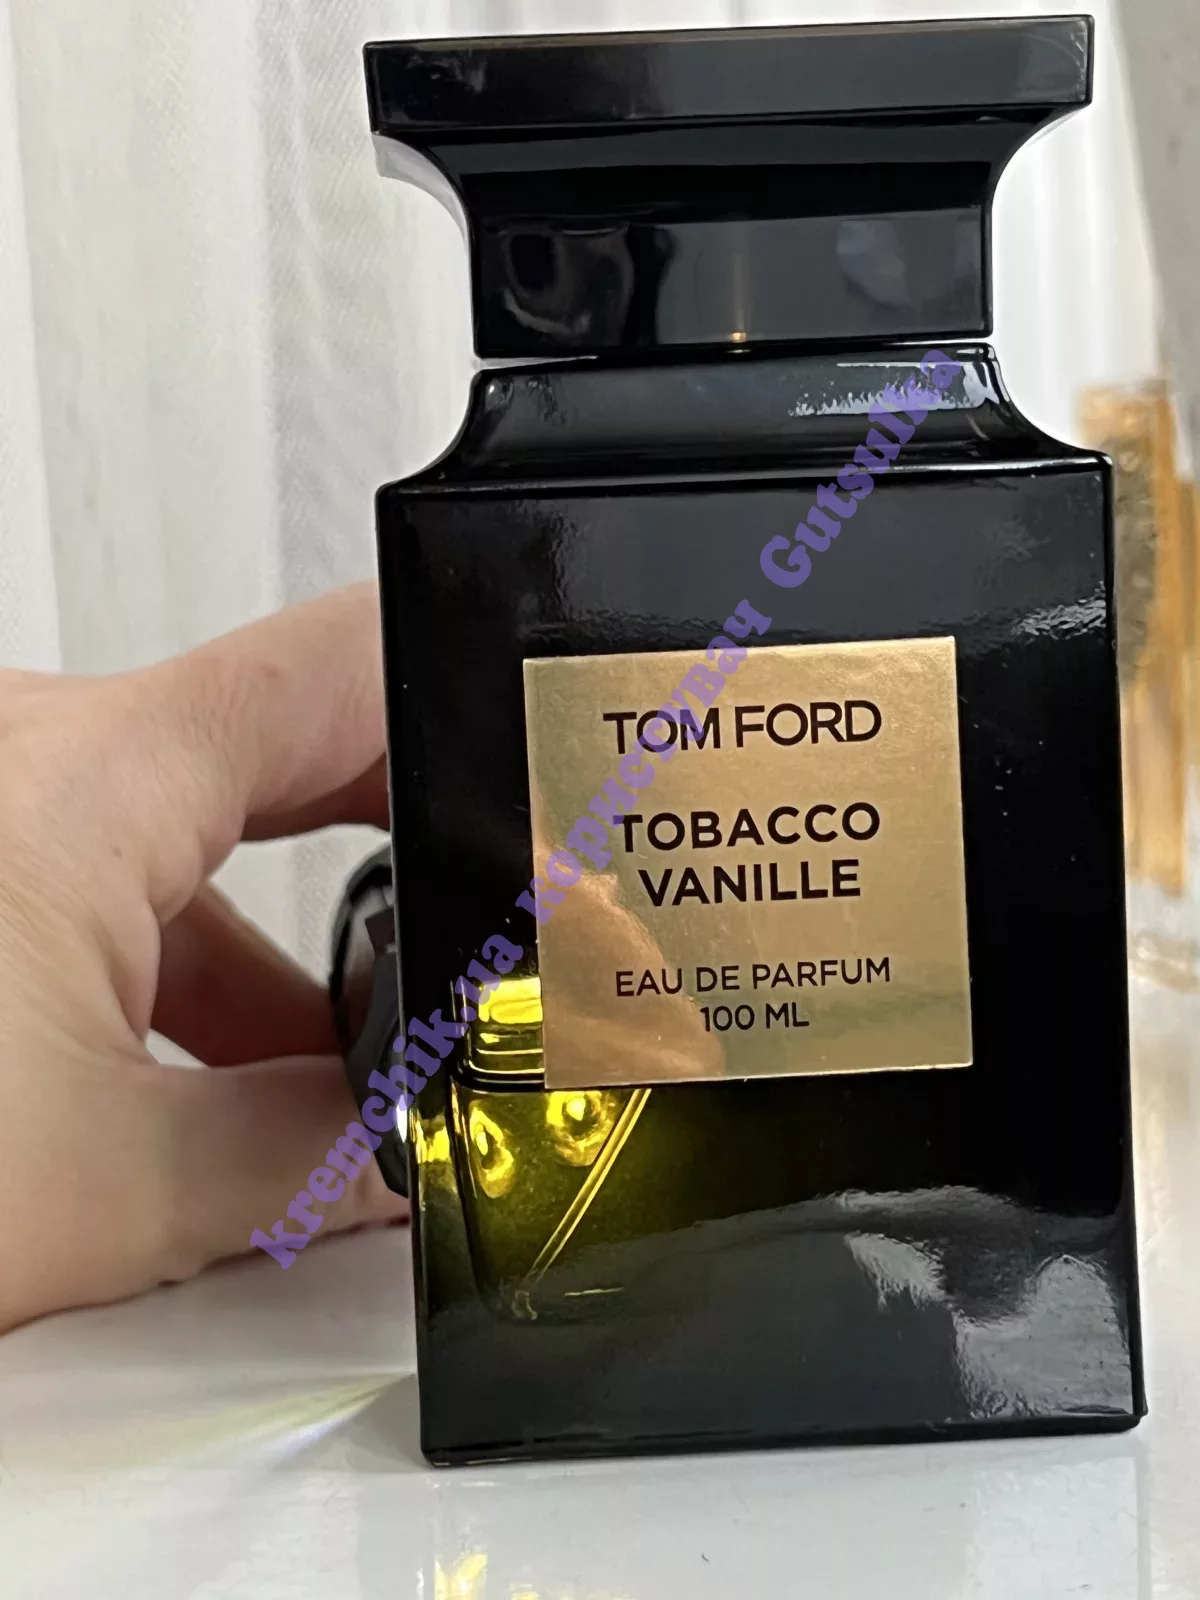 TOM FORD
TOBACCO
VANILLE
EAU DE PARFUM
100 ML
kremchik.ua користувач Gutsulka